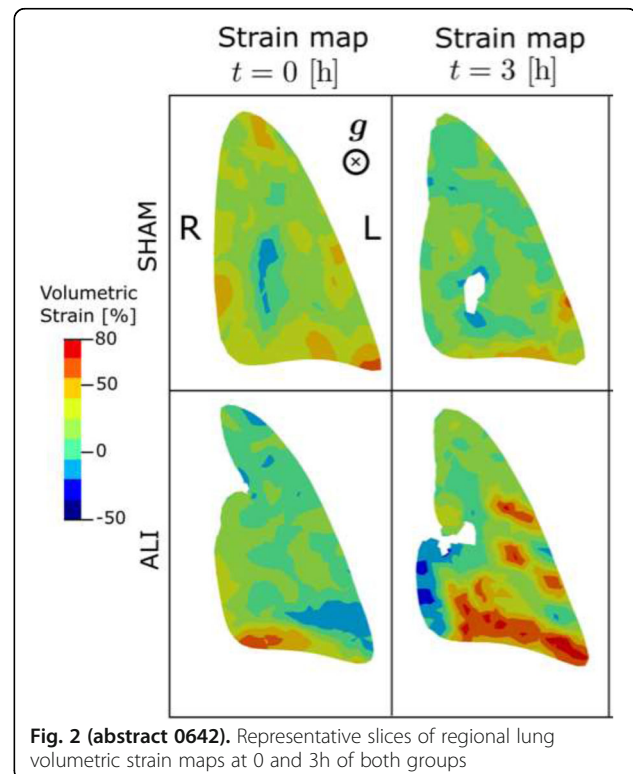 Strain map Strain map
t = 0 [h] t = 3 [h]
g
SHAM
R L
Volumetric
Strain [%]
80
50
0
-50
ALI
Fig. 2 (abstract 0642). Representative slices of regional lung
volumetric strain maps at 0 and 3h of both groups